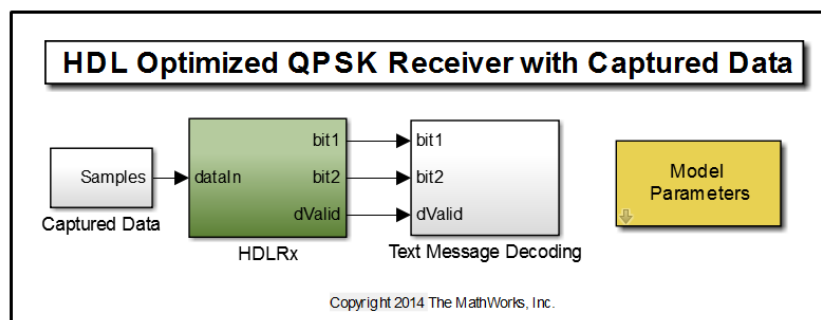 HDL Optimized QPSK Receiver with Captured Data
Samples
Captured Data
dataIn
bit1
bit2
dValid
HDLRx
bit1
bit2
dValid
Text Message Decoding
Model
Parameters
Copyright 2014 The MathWorks, Inc.